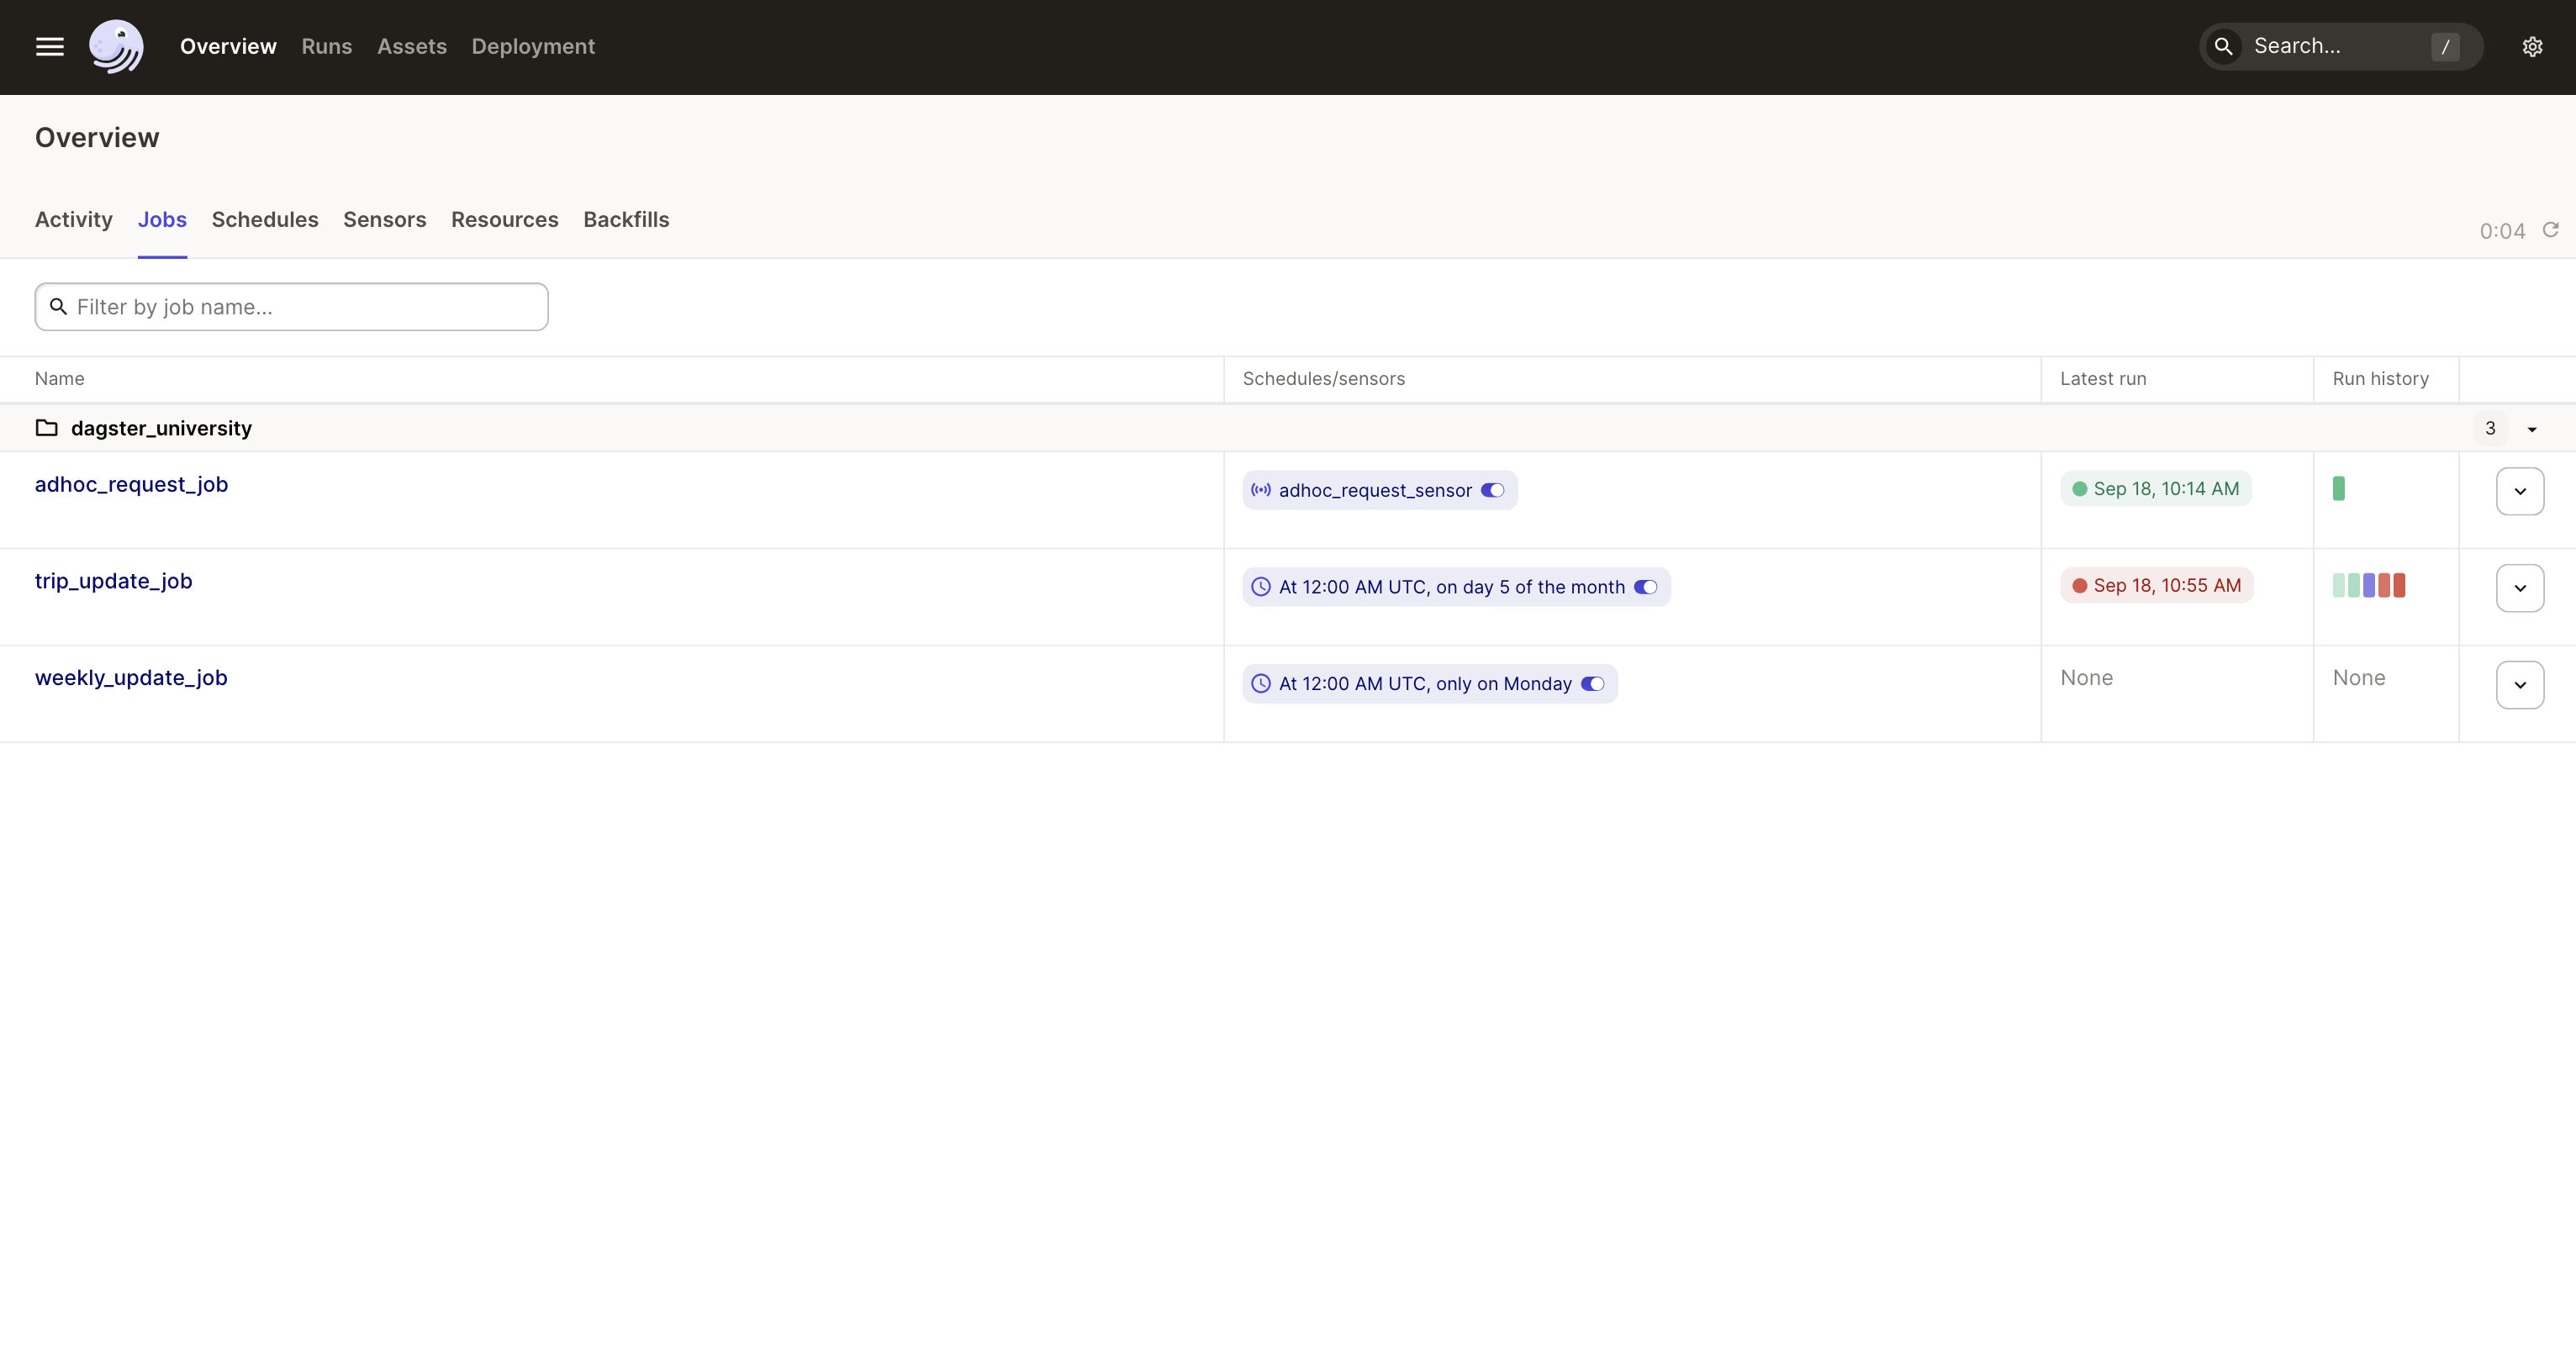 Overview Runs Assets Deployment Search... /
Overview
Activity Jobs Schedules Sensors Resources Backfills 0:04
Filter by job name...
Name Schedules/sensors Latest run Run history
dagster_university 3
adhoc_request_job adhoc_request_sensor Sep 18, 10:14 AM
trip_update_job At 12:00 AM UTC, on day 5 of the month Sep 18, 10:55 AM
weekly_update_job At 12:00 AM UTC, only on Monday None None